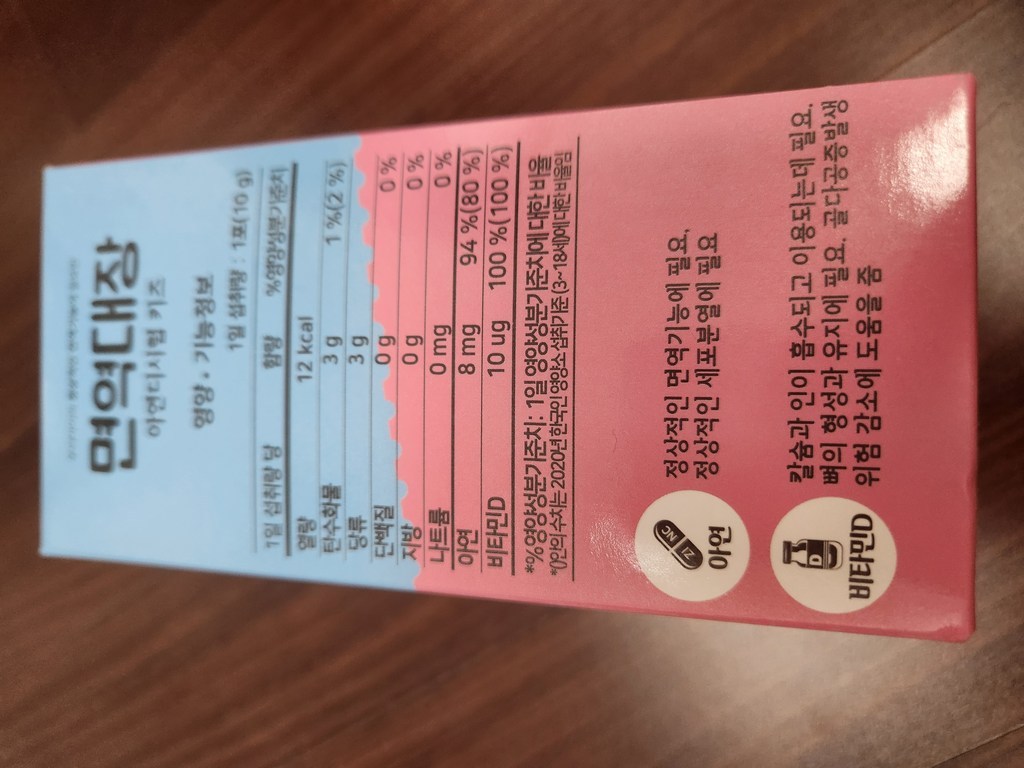 면역대장
아연디시럽 키즈
영양·기능정보
1일 섭취량 : 1포(10 g)
1일 섭취량 당 함량 %영양성분기준치
열량 12 kcal
탄수화물 3 g 1 %(2 %)
당류 3 g
단백질 0 g 0 %
지방 0 g 0 %
나트륨 0 mg 0 %
아연 8 mg 94 %(80 %)
비타민D 10 ug 100 %(100 %)
*%영양성분기준치: 1일 영양성분기준치에 대한 비율
*()안의 수치는 2020년 한국인 영양소 섭취기준 (3~18세)에 대한 비율임
ZI NC
아연
정상적인 면역기능에 필요,
정상적인 세포분열에 필요
비타민D
칼슘과 인이 흡수되고 이용되는데 필요,
뼈의 형성과 유지에 필요, 골다공증발생
위험 감소에 도움을 줌